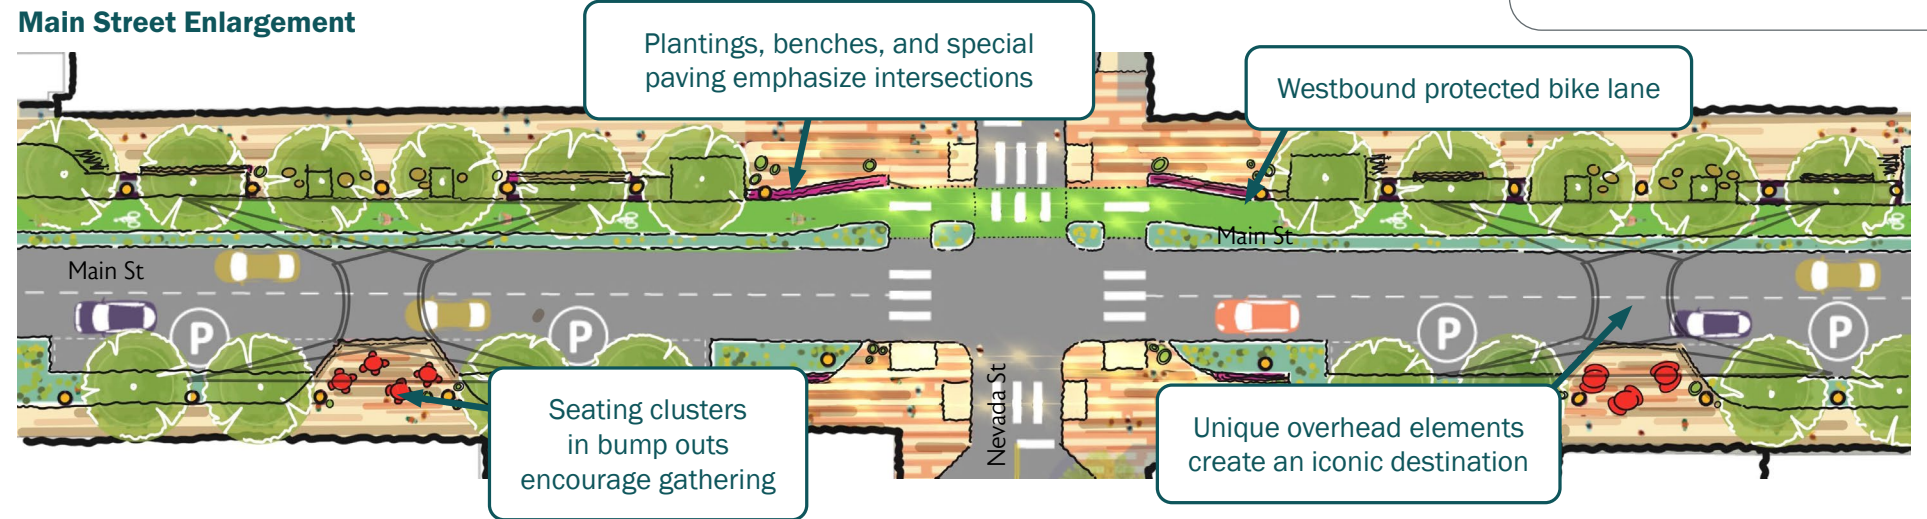 Main Street Enlargement
Plantings, benches, and special
paving emphasize intersections
Westbound protected bike lane
Main St
Main St
P
P
P
P
Nevada St
Seating clusters
in bump outs
encourage gathering
Unique overhead elements
create an iconic destination